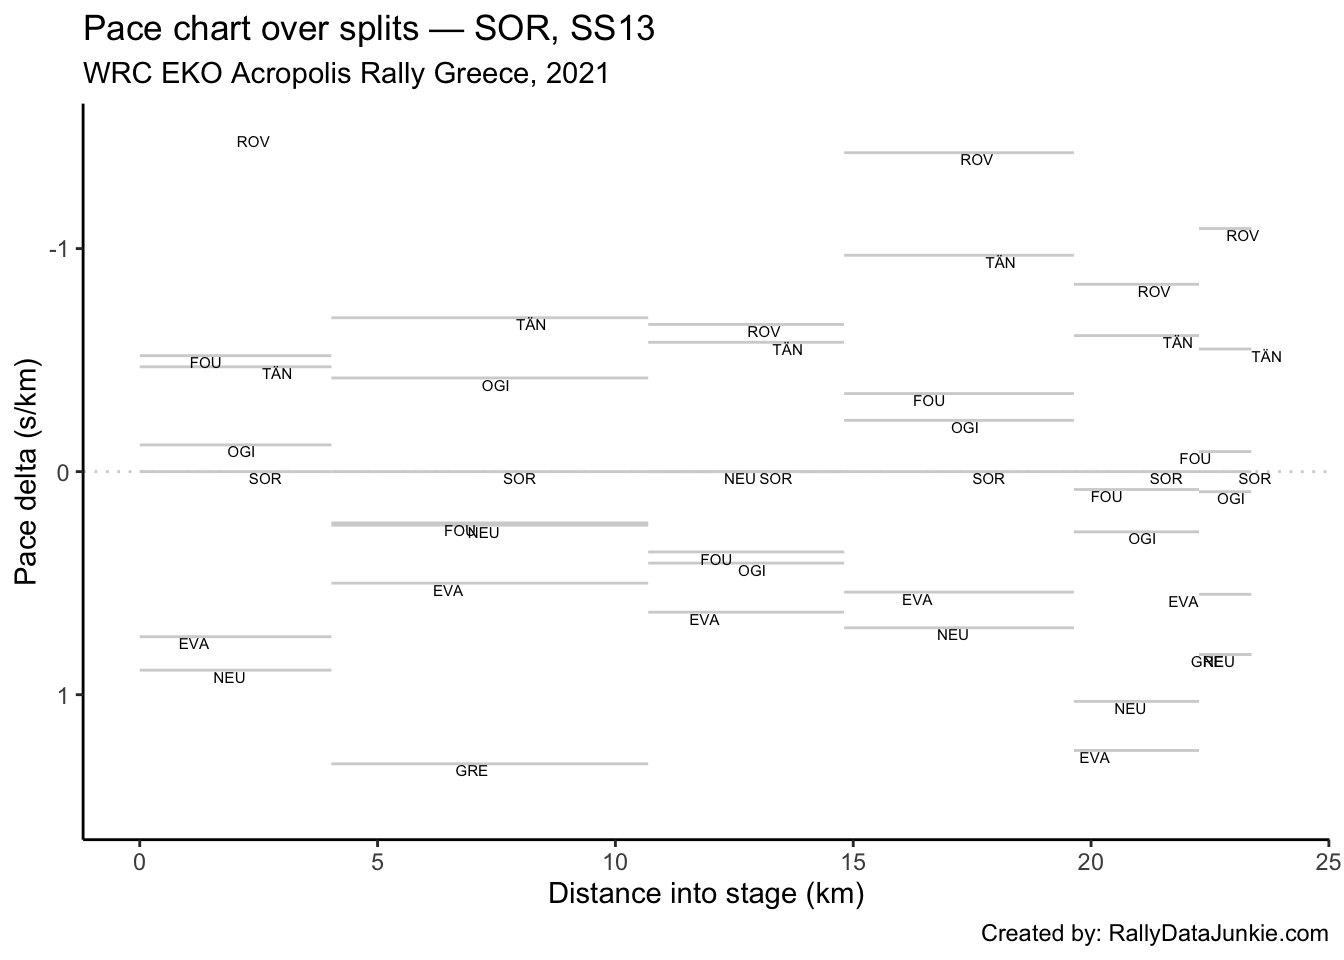 Pace chart over splits — SOR, SS13
WRC EKO Acropolis Rally Greece, 2021
ROV
ROV
-1
ROV
TÄN
ROV
TÄN
ROV
TÄN
TÄN
TÄN
FOU
TÄN
OGI
FOU
OGI
OGI
FOU
0
SOR
SOR
NEU SOR
SOR
SOR
SOR
FOU
OGI
FOU
NEU
OGI
FOU
OGI
EVA
EVA
EVA
EVA
NEU
EVA
GRE
NEU
NEU
1
NEU
EVA
GRE
Pace delta (s/km)
0
5
10
15
20
25
Distance into stage (km)
Created by: RallyDataJunkie.com